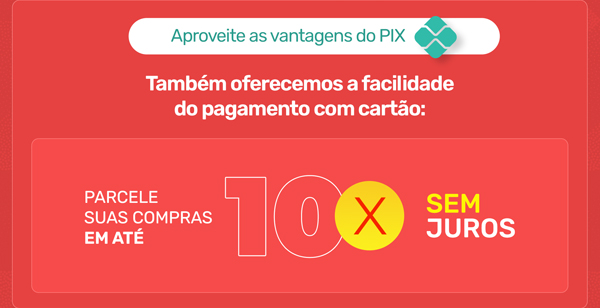 Aproveite as vantagens do PIX
Também oferecemos a facilidade
do pagamento com cartão:
PARCELE
SUAS COMPRAS
EM ATÉ
10
X
SEM
JUROS